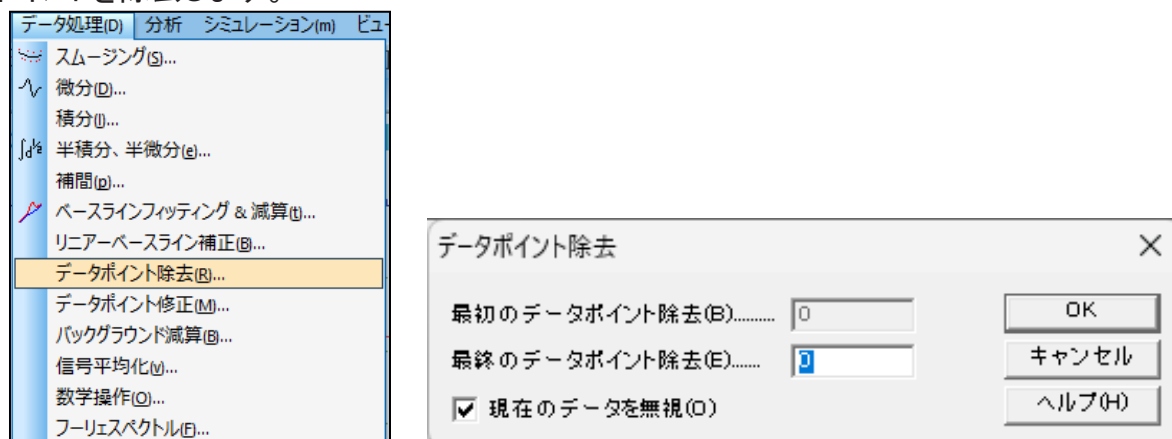 データ処理(D) 分析 シミュレーション(m) ビュー
スムージング(S)...
微分(D)...
積分(I)...
半積分、半微分(e)...
補間(p)...
ベースラインフィッティング & 減算(t)...
リニアーベースライン補正(B)...
データポイント除去(R)...
データポイント修正(M)...
バックグラウンド減算(B)...
信号平均化(v)...
数学操作(O)...
フーリェスペクトル(F)...
データポイント除去
最初のデータポイント除去(B)......... 0
最終のデータポイント除去(E)....... 0
現在のデータを無視(O)
OK
キャンセル
ヘルプ(H)